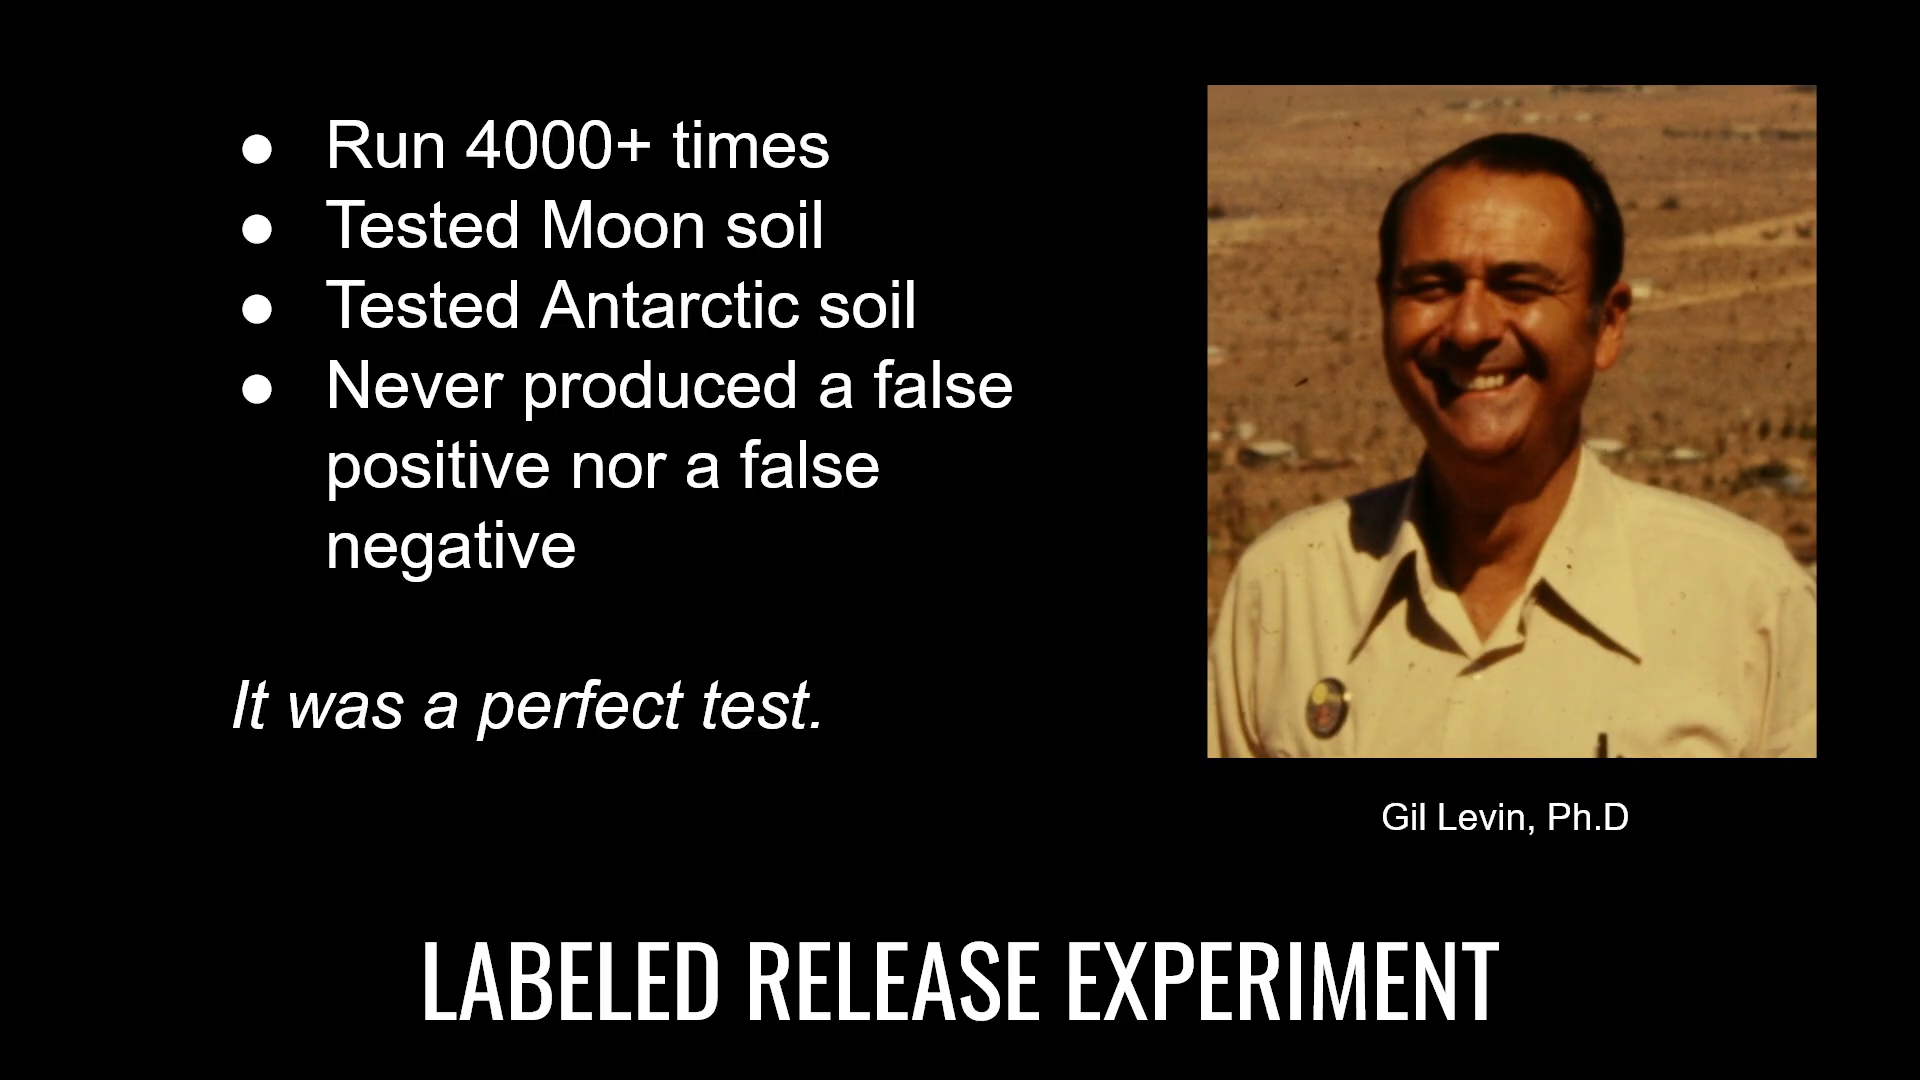 ● Run 4000+ times
● Tested Moon soil
● Tested Antarctic soil
● Never produced a false
positive nor a false
negative
It was a perfect test.
Gil Levin, Ph.D
LABELED RELEASE EXPERIMENT